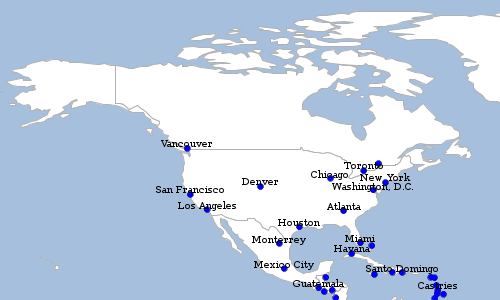 Vancouver
Toronto
Chicago
New York
Denver
Washington, D.C.
San Francisco
Los Angeles
Atlanta
Houston
Monterrey
Miami
Havana
Mexico City
Santo Domingo
Guatemala
Castries